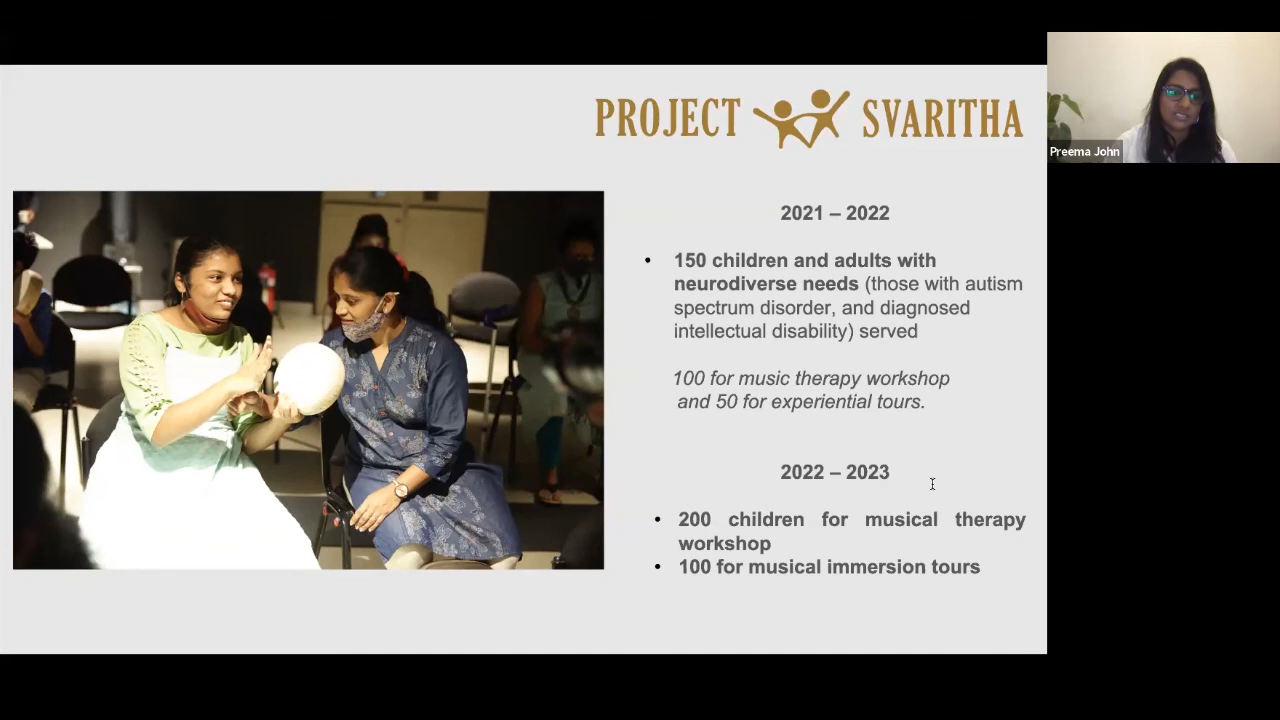 PROJECT SVARITHA
Preema John
2021 – 2022
• 150 children and adults with
neurodiverse needs (those with autism
spectrum disorder, and diagnosed
intellectual disability) served
100 for music therapy workshop
and 50 for experiential tours.
2022 – 2023
• 200 children for musical therapy
workshop
• 100 for musical immersion tours